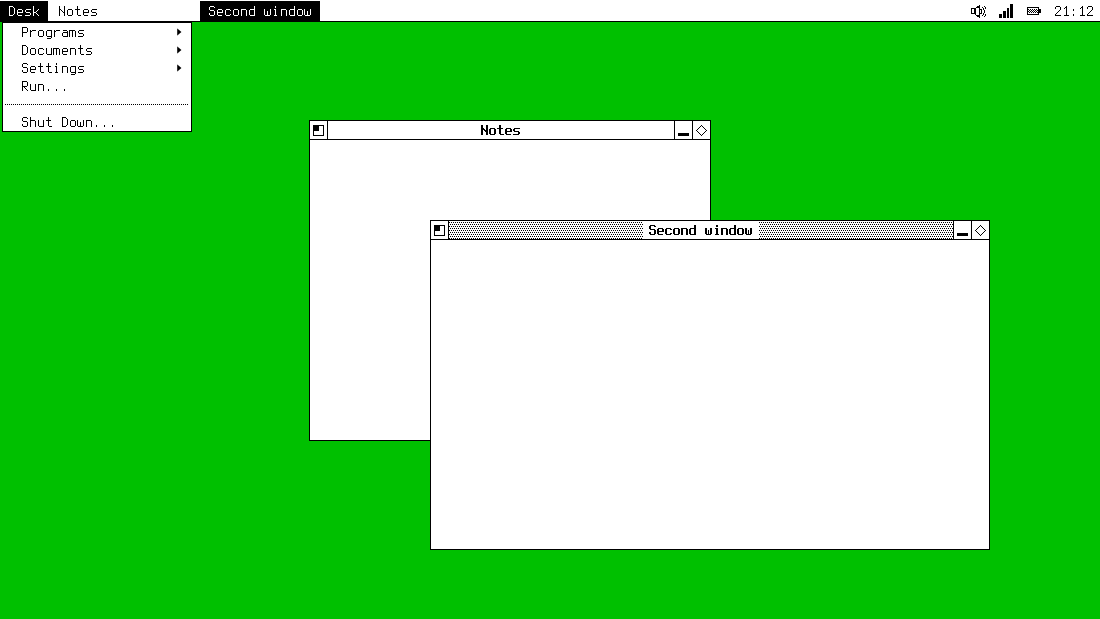 Desk Notes Second window 21:12
Programs
Documents
Settings
Run...
Shut Down...
Notes
Second window